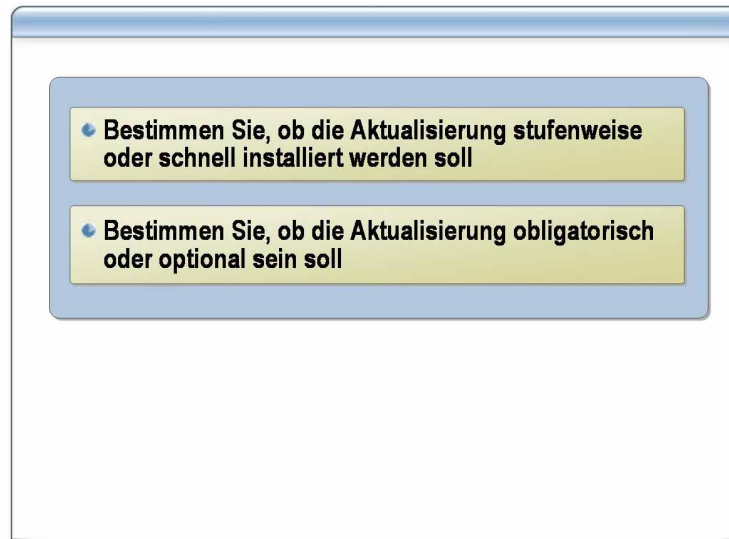 Bestimmen Sie, ob die Aktualisierung stufenweise
oder schnell installiert werden soll
Bestimmen Sie, ob die Aktualisierung obligatorisch
oder optional sein soll